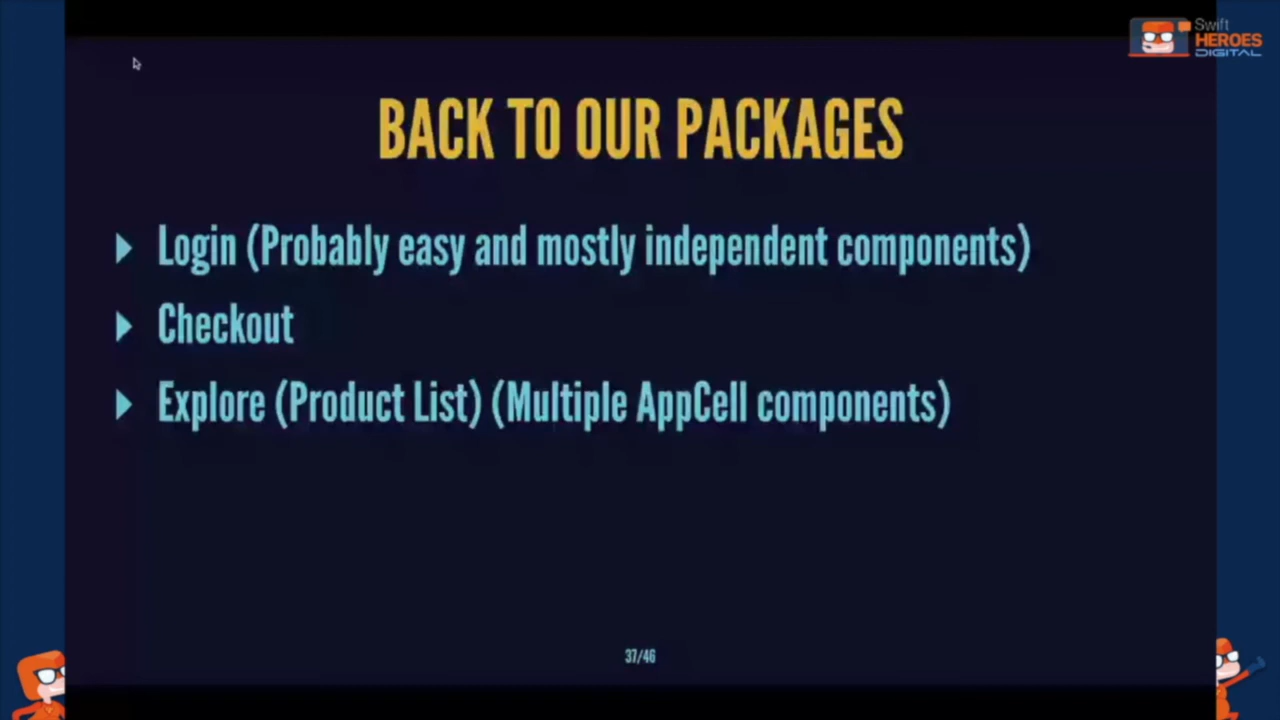 Swift
HEROES
DIGITAL
BACK TO OUR PACKAGES
Login (Probably easy and mostly independent components)
Checkout
Explore (Product List) (Multiple AppCell components)
37/46